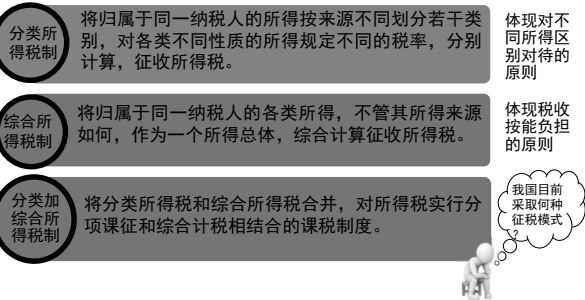 分类所
得税制
将归属于同一纳税人的所得按来源不同划分若干类
别，对各类不同性质的所得规定不同的税率，分别
计算，征收所得税。
体现对不
同所得区
别对待的
原则
综合所
得税制
将归属于同一纳税人的各类所得，不管其所得来源
如何，作为一个所得总体，综合计算征收所得税。
体现税收
按能负担
的原则
分类加
综合所
得税制
将分类所得税和综合所得税合并，对所得税实行分
项课征和综合计税相结合的课税制度。
我国目前
采取何种
征税模式
？